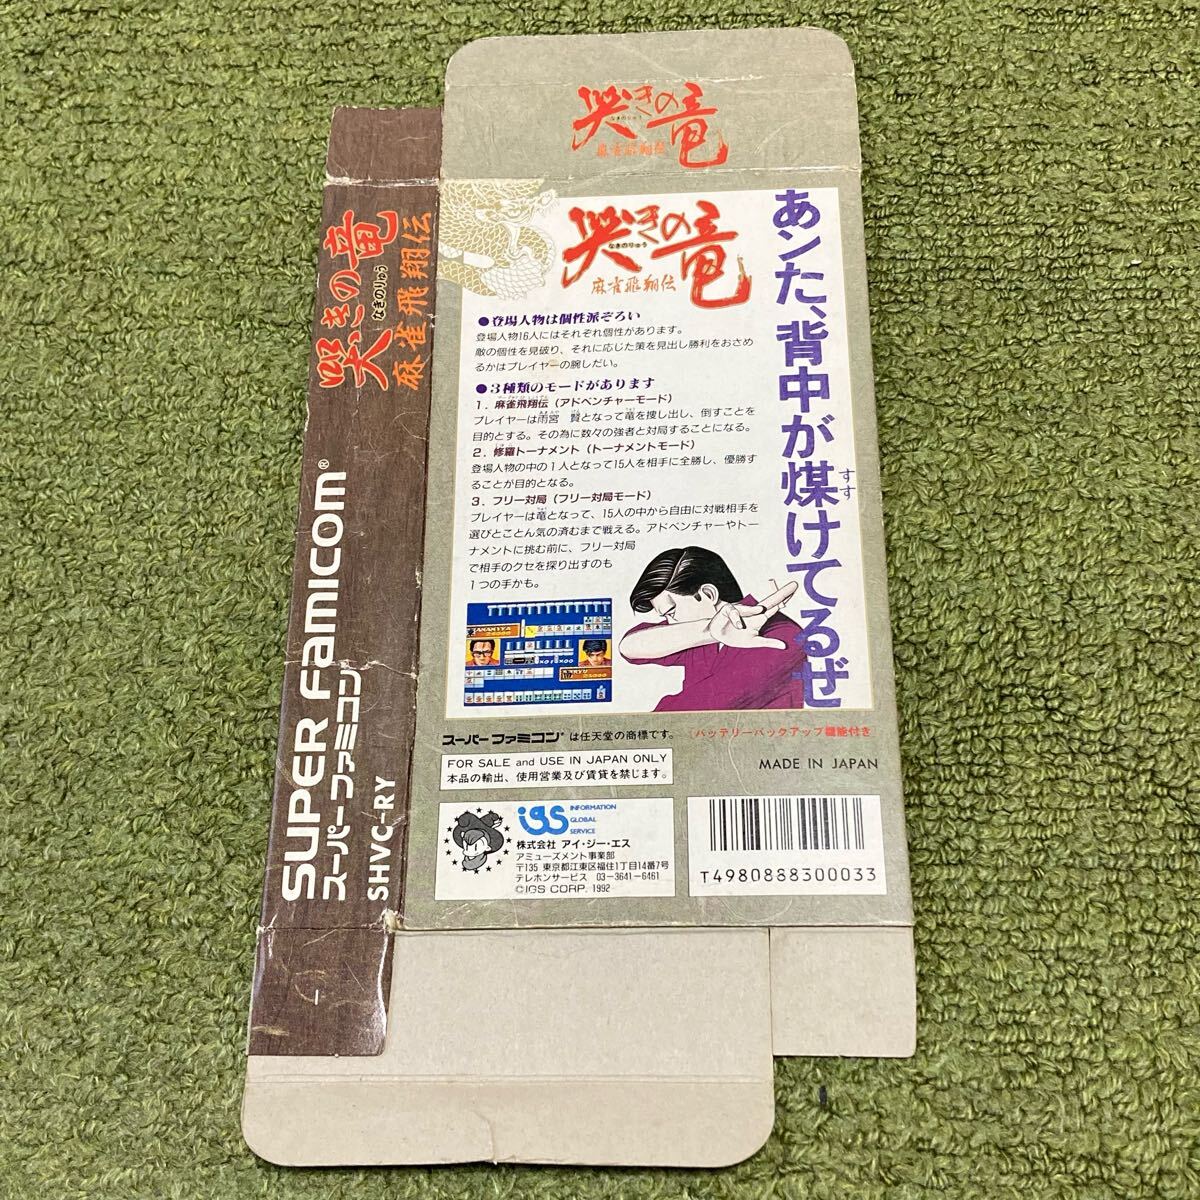 哭きの竜
なきのりゅう
麻雀飛翔伝
哭きの竜
なきのりゅう
麻雀飛翔伝
あンた、背中が煤けてるぜ
すす
●登場人物は個性派ぞろい
登場人物16人にはそれぞれ個性があります。
敵の個性を見破り、それに応じた策を見出し勝利をおさめ
るかはプレイヤーの腕しだい。
●3種類のモードがあります
1．麻雀飛翔伝（アドベンチャーモード）
プレイヤーは雨宮　賢となって竜を捜し出し、倒すことを
目的とする。その為に数々の強者と対局することになる。
2．修羅トーナメント（トーナメントモード）
登場人物の中の1人となって15人を相手に全勝し、優勝す
ることが目的となる。
3．フリー対局（フリー対局モード）
プレイヤーは竜となって、15人の中から自由に対戦相手を
選びとことん気の済むまで戦える。アドベンチャーやトー
ナメントに挑む前に、フリー対局
で相手のクセを探り出すのも
1つの手かも。
スーパーファミコン®は任天堂の商標です。
バッテリーバックアップ機能付き
FOR SALE and USE IN JAPAN ONLY
本品の輸出、使用営業及び賃貸を禁じます。
MADE IN JAPAN
igs
INFORMATION
GLOBAL
SERVICE
株式会社 アイ・ジー・エス
アミューズメント事業部
〒135 東京都江東区福住1丁目14番7号
テレホンサービス 03-3641-6461
©IGS CORP. 1992
T4980888300033
哭きの竜
なきのりゅう
麻雀飛翔伝
SUPER Famicom®
スーパーファミコン
SHVC-RY